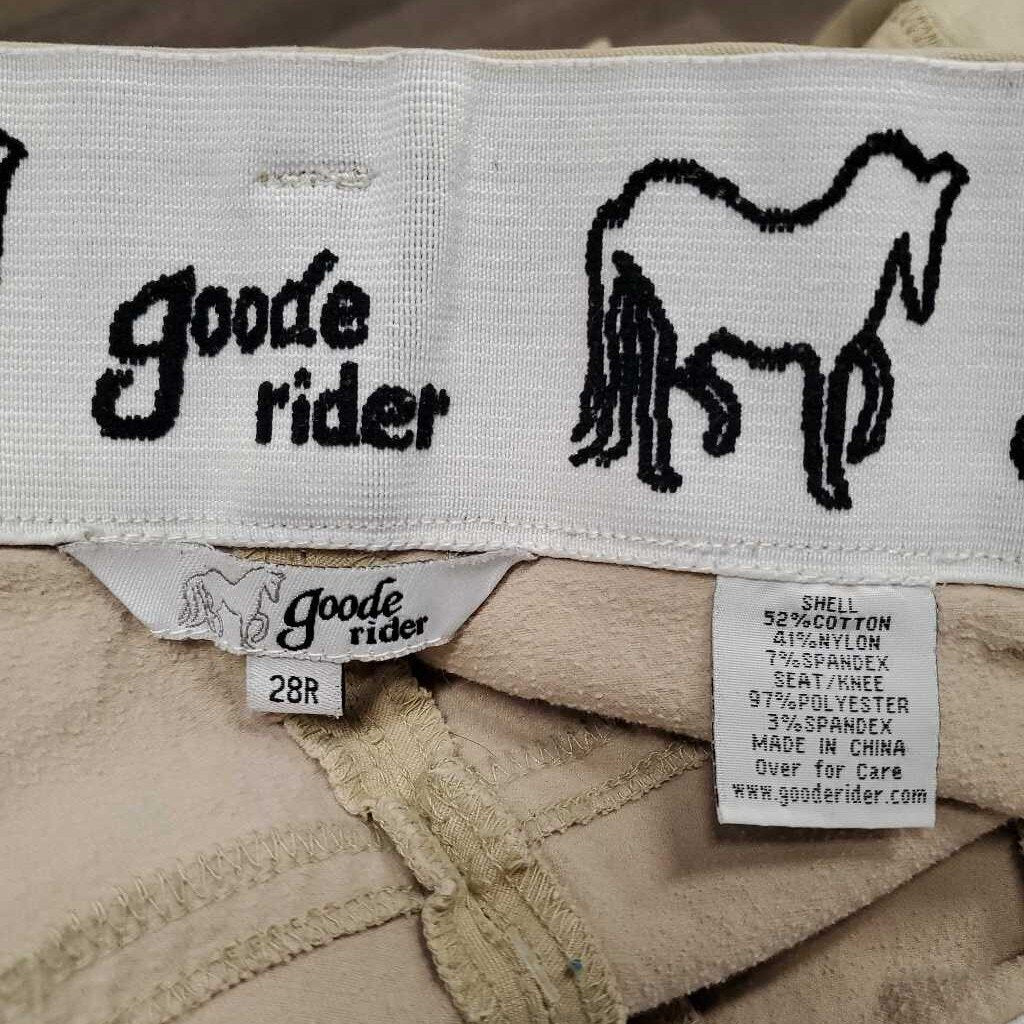 goode
rider
goode
rider
28R
SHELL
52%COTTON
41%NYLON
7%SPANDEX
SEAT/KNEE
97%POLYESTER
3%SPANDEX
MADE IN CHINA
Over for Care
www.gooderider.com